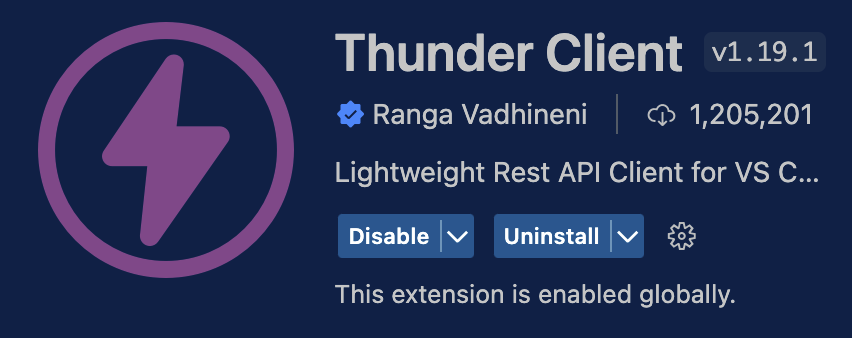 Thunder Client v1.19.1
Ranga Vadhineni 1,205,201
Lightweight Rest API Client for VS C...
Disable Uninstall
This extension is enabled globally.